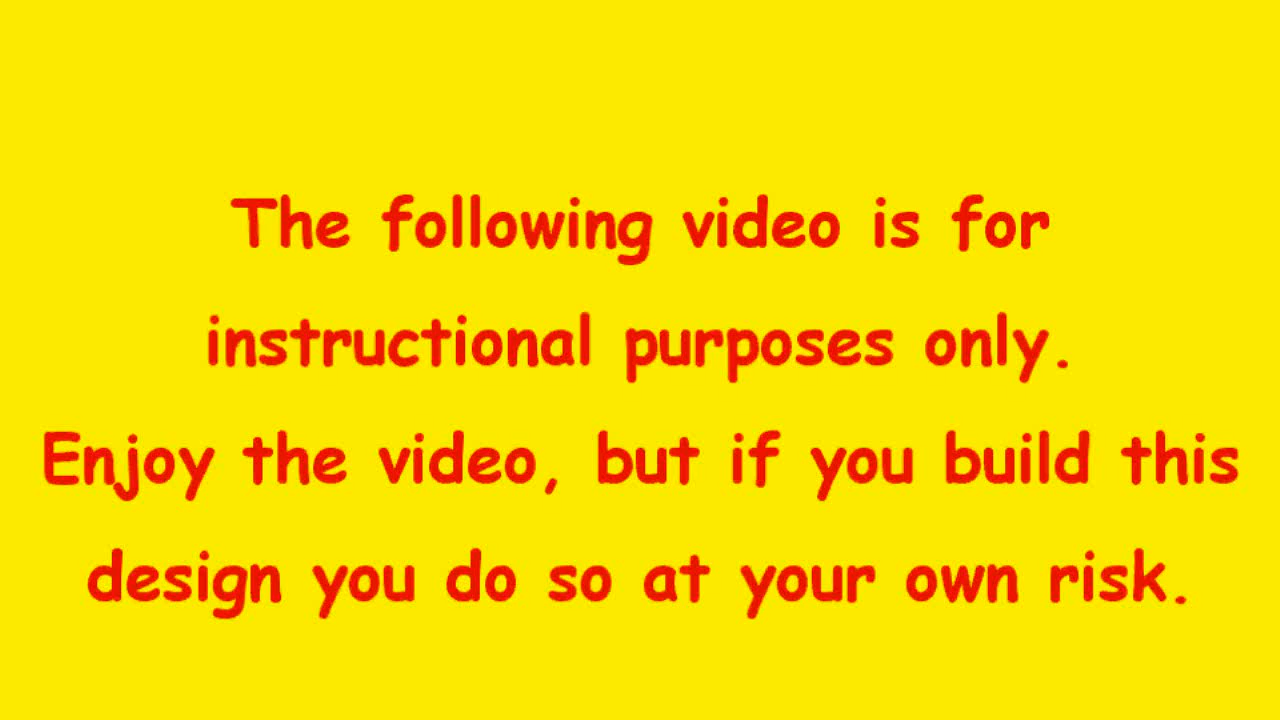 The following video is for
instructional purposes only.
Enjoy the video, but if you build this
design you do so at your own risk.